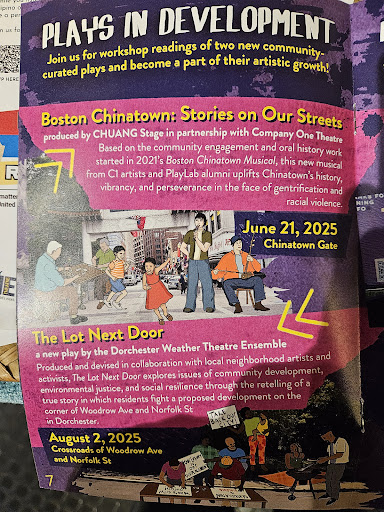 PLAYS IN DEVELOPMENT
Join us for workshop readings of two new community-
curated plays and become a part of their artistic growth!
Boston Chinatown: Stories on Our Streets
produced by CHUANG Stage in partnership with Company One Theatre
Based on the community engagement and oral history work
started in 2021's Boston Chinatown Musical, this new musical
from C1 artists and PlayLab alumni uplifts Chinatown's history,
vibrancy, and perseverance in the face of gentrification and
racial violence.
June 21, 2025
Chinatown Gate
The Lot Next Door
a new play by the Dorchester Weather Theatre Ensemble
Produced and devised in collaboration with local neighborhood artists and
activists, The Lot Next Door explores issues of community development,
environmental justice, and social resilience through the retelling of a
true story in which residents fight a proposed development on the
corner of Woodrow Ave and Norfolk St
in Dorchester.
August 2, 2025
Crossroads of Woodrow Ave
and Norfolk St
7